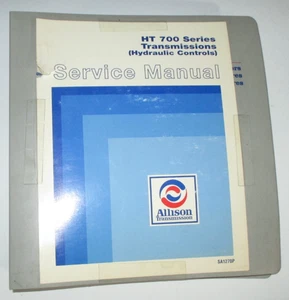 HT 700 Series
Transmissions
(Hydraulic Controls)
Service Manual
Allison
Transmission
SA1270P